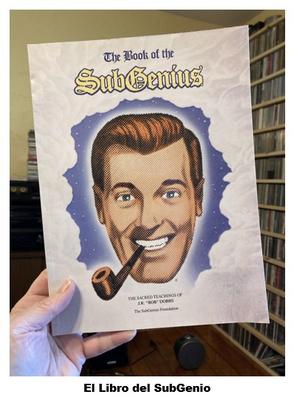 The Book of the
SubGenius
THE SACRED TEACHINGS OF
J.R. "BOB" DOBBS
The SubGenius Foundation
El Libro del SubGenio